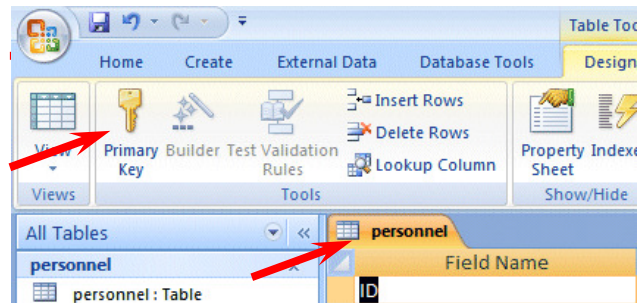 Table Too
Home Create External Data Database Tools Design
View
Primary Key
Builder
Test Validation Rules
Insert Rows
Delete Rows
Lookup Column
Property Sheet
Indexe
Views Tools Show/Hide
All Tables
personnel
personnel : Table
personnel
Field Name
ID